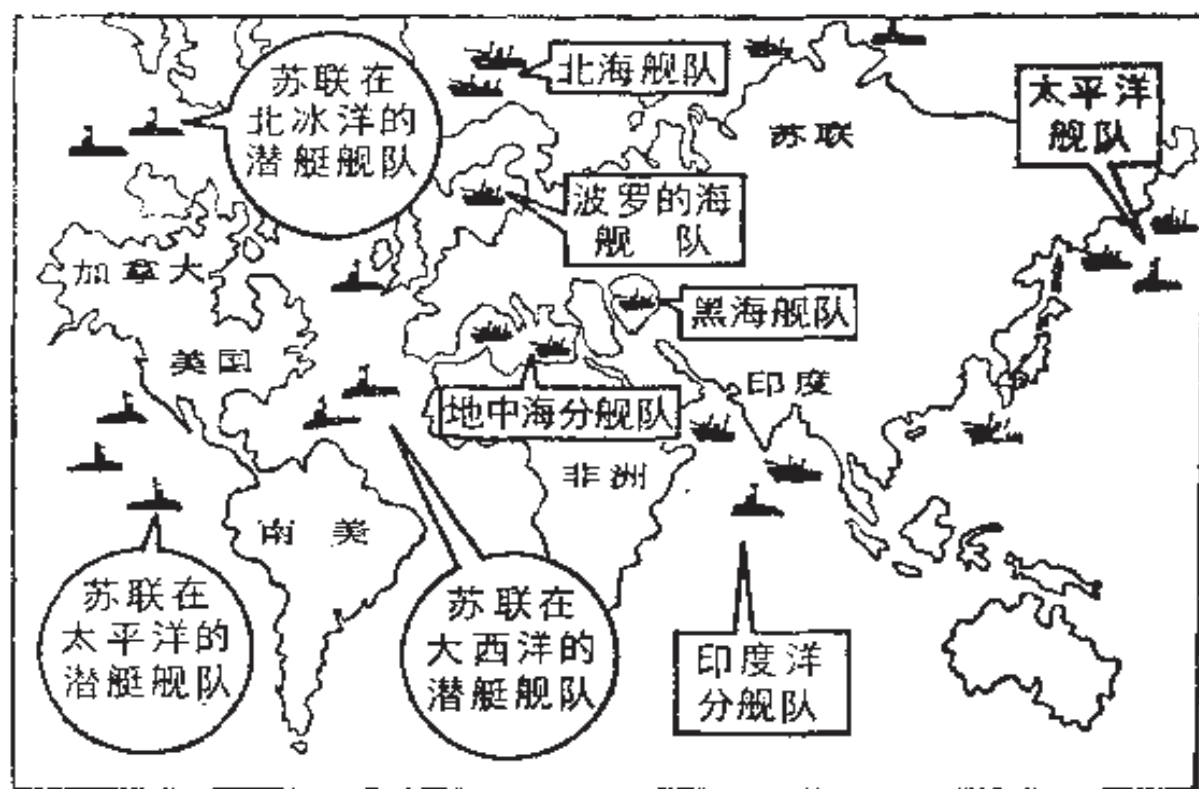 苏联在
北冰洋的
潜艇舰队
北海舰队
苏联
太平洋
舰队
波罗的海
舰队
加拿大
黑海舰队
美国
印度
地中海分舰队
非洲
南美
苏联在
太平洋的
潜艇舰队
苏联在
大西洋的
潜艇舰队
印度洋
分舰队